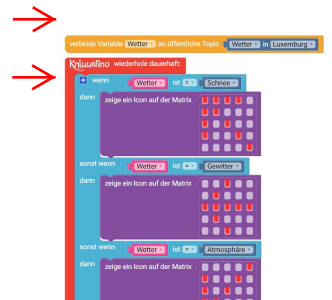 verbinde Variable Wetter an öffentliche Topic Wetter in Luxemburg
Kniwwelino wiederhole dauerhaft:
wenn Wetter ist = Schnee
dann zeige ein Icon auf der Matrix
sonst wenn Wetter ist = Gewitter
dann zeige ein Icon auf der Matrix
sonst wenn Wetter ist = Atmosphäre
dann zeige ein Icon auf der Matrix